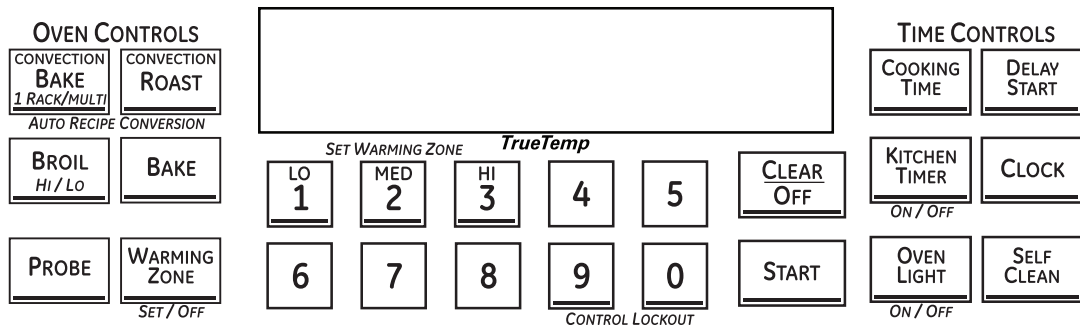 OVEN CONTROLS
CONVECTION
BAKE
1 RACK/MULTI
CONVECTION
ROAST
AUTO RECIPE CONVERSION
BROIL
HI / LO
BAKE
PROBE
WARMING
ZONE
SET / OFF
TrueTemp
SET WARMING ZONE
LO
1
MED
2
HI
3
4
5
6
7
8
9
0
CONTROL LOCKOUT
CLEAR
OFF
START
TIME CONTROLS
COOKING
TIME
DELAY
START
KITCHEN
TIMER
ON / OFF
CLOCK
OVEN
LIGHT
ON / OFF
SELF
CLEAN